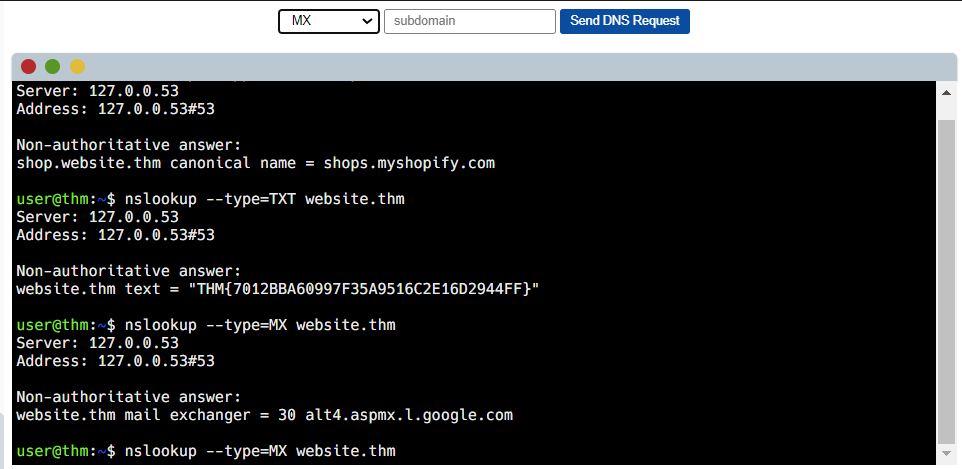 MX subdomain Send DNS Request
Server: 127.0.0.53
Address: 127.0.0.53#53
Non-authoritative answer:
shop.website.thm canonical name = shops.myshopify.com
user@thm:~$ nslookup --type=TXT website.thm
Server: 127.0.0.53
Address: 127.0.0.53#53
Non-authoritative answer:
website.thm text = "THM{7012BBA60997F35A9516C2E16D2944FF}"
user@thm:~$ nslookup --type=MX website.thm
Server: 127.0.0.53
Address: 127.0.0.53#53
Non-authoritative answer:
website.thm mail exchanger = 30 alt4.aspmx.l.google.com
user@thm:~$ nslookup --type=MX website.thm